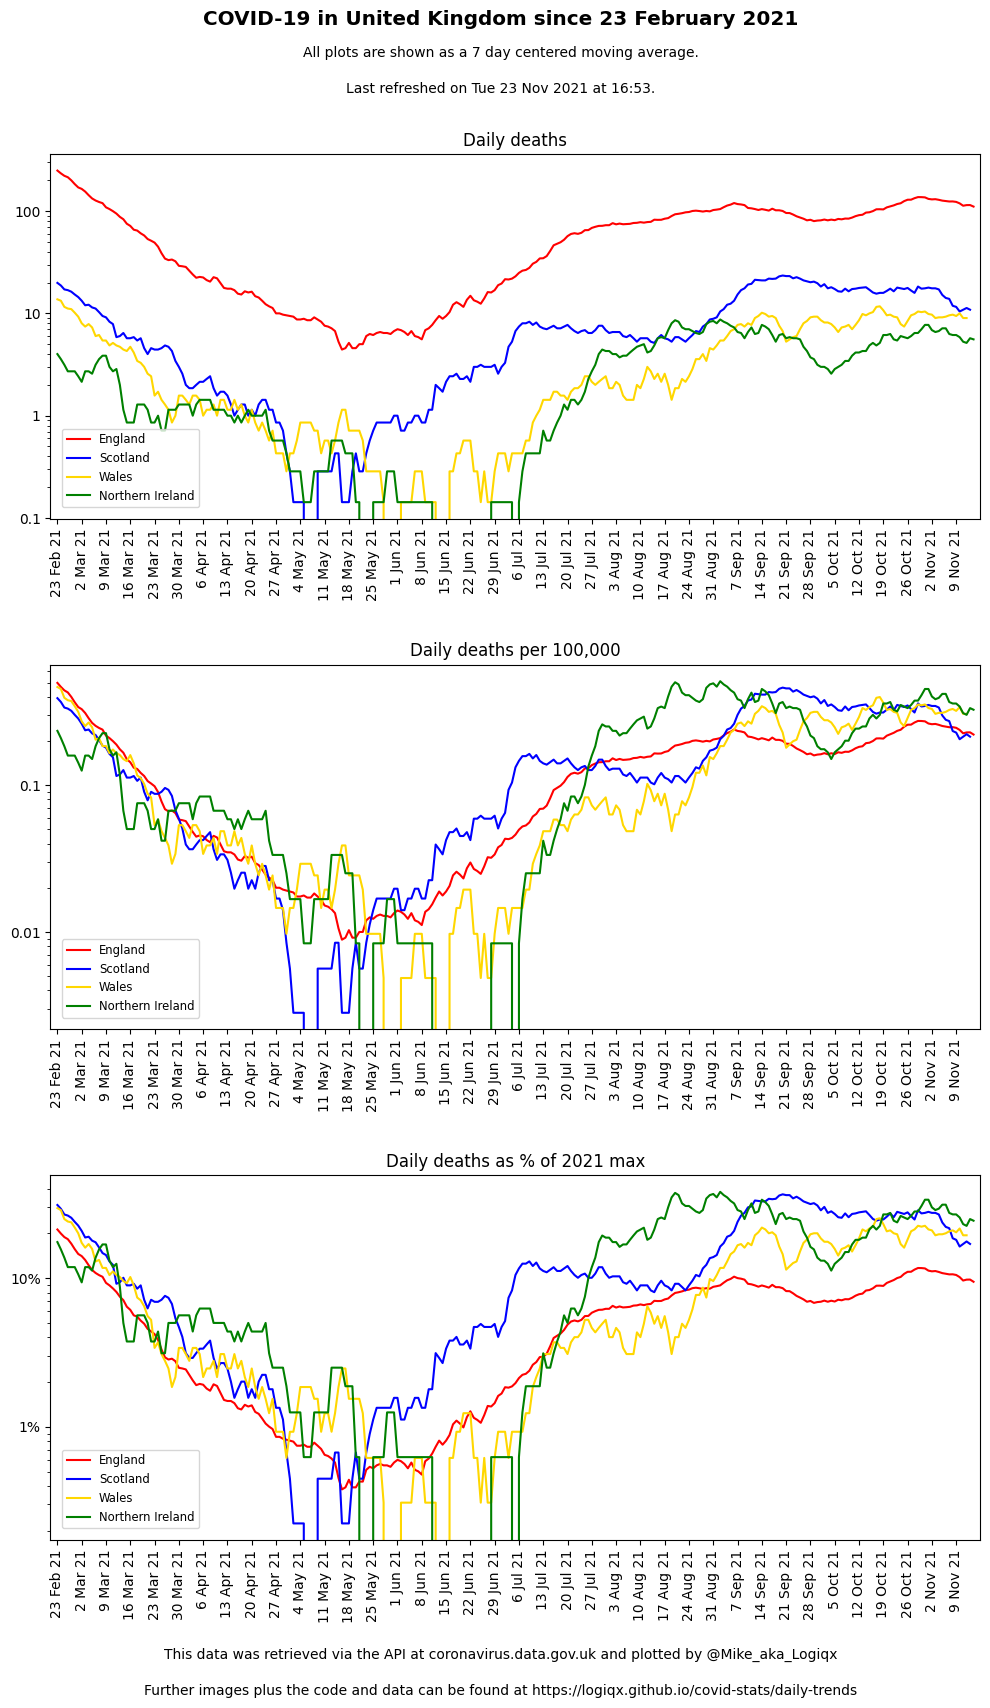 COVID-19 in United Kingdom since 23 February 2021
All plots are shown as a 7 day centered moving average.
Last refreshed on Tue 23 Nov 2021 at 16:53.
Daily deaths
100
10
1
0.1
England
Scotland
Wales
Northern Ireland
23 Feb 21
2 Mar 21
9 Mar 21
16 Mar 21
23 Mar 21
30 Mar 21
6 Apr 21
13 Apr 21
20 Apr 21
27 Apr 21
4 May 21
11 May 21
18 May 21
25 May 21
1 Jun 21
8 Jun 21
15 Jun 21
22 Jun 21
29 Jun 21
6 Jul 21
13 Jul 21
20 Jul 21
27 Jul 21
3 Aug 21
10 Aug 21
17 Aug 21
24 Aug 21
31 Aug 21
7 Sep 21
14 Sep 21
21 Sep 21
28 Sep 21
5 Oct 21
12 Oct 21
19 Oct 21
26 Oct 21
2 Nov 21
9 Nov 21
Daily deaths per 100,000
0.1
0.01
England
Scotland
Wales
Northern Ireland
23 Feb 21
2 Mar 21
9 Mar 21
16 Mar 21
23 Mar 21
30 Mar 21
6 Apr 21
13 Apr 21
20 Apr 21
27 Apr 21
4 May 21
11 May 21
18 May 21
25 May 21
1 Jun 21
8 Jun 21
15 Jun 21
22 Jun 21
29 Jun 21
6 Jul 21
13 Jul 21
20 Jul 21
27 Jul 21
3 Aug 21
10 Aug 21
17 Aug 21
24 Aug 21
31 Aug 21
7 Sep 21
14 Sep 21
21 Sep 21
28 Sep 21
5 Oct 21
12 Oct 21
19 Oct 21
26 Oct 21
2 Nov 21
9 Nov 21
Daily deaths as % of 2021 max
10%
1%
England
Scotland
Wales
Northern Ireland
23 Feb 21
2 Mar 21
9 Mar 21
16 Mar 21
23 Mar 21
30 Mar 21
6 Apr 21
13 Apr 21
20 Apr 21
27 Apr 21
4 May 21
11 May 21
18 May 21
25 May 21
1 Jun 21
8 Jun 21
15 Jun 21
22 Jun 21
29 Jun 21
6 Jul 21
13 Jul 21
20 Jul 21
27 Jul 21
3 Aug 21
10 Aug 21
17 Aug 21
24 Aug 21
31 Aug 21
7 Sep 21
14 Sep 21
21 Sep 21
28 Sep 21
5 Oct 21
12 Oct 21
19 Oct 21
26 Oct 21
2 Nov 21
9 Nov 21
This data was retrieved via the API at coronavirus.data.gov.uk and plotted by @Mike_aka_Logiqx
Further images plus the code and data can be found at https://logiqx.github.io/covid-stats/daily-trends